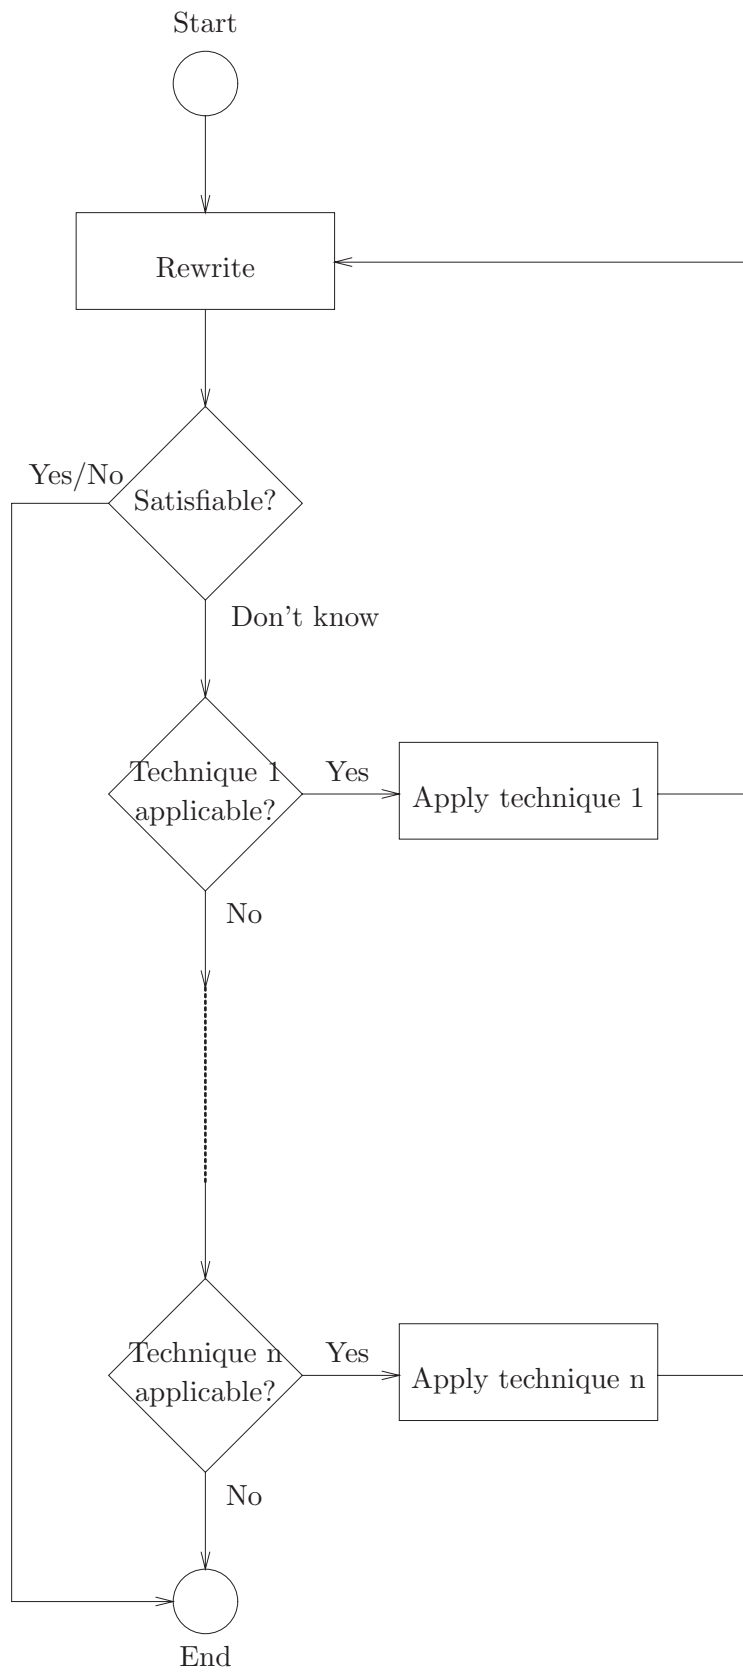 Start
Rewrite
Yes/No
Satisfiable?
Don't know
Technique 1
applicable?
Yes
Apply technique 1
No
Technique n
applicable?
Yes
Apply technique n
No
End